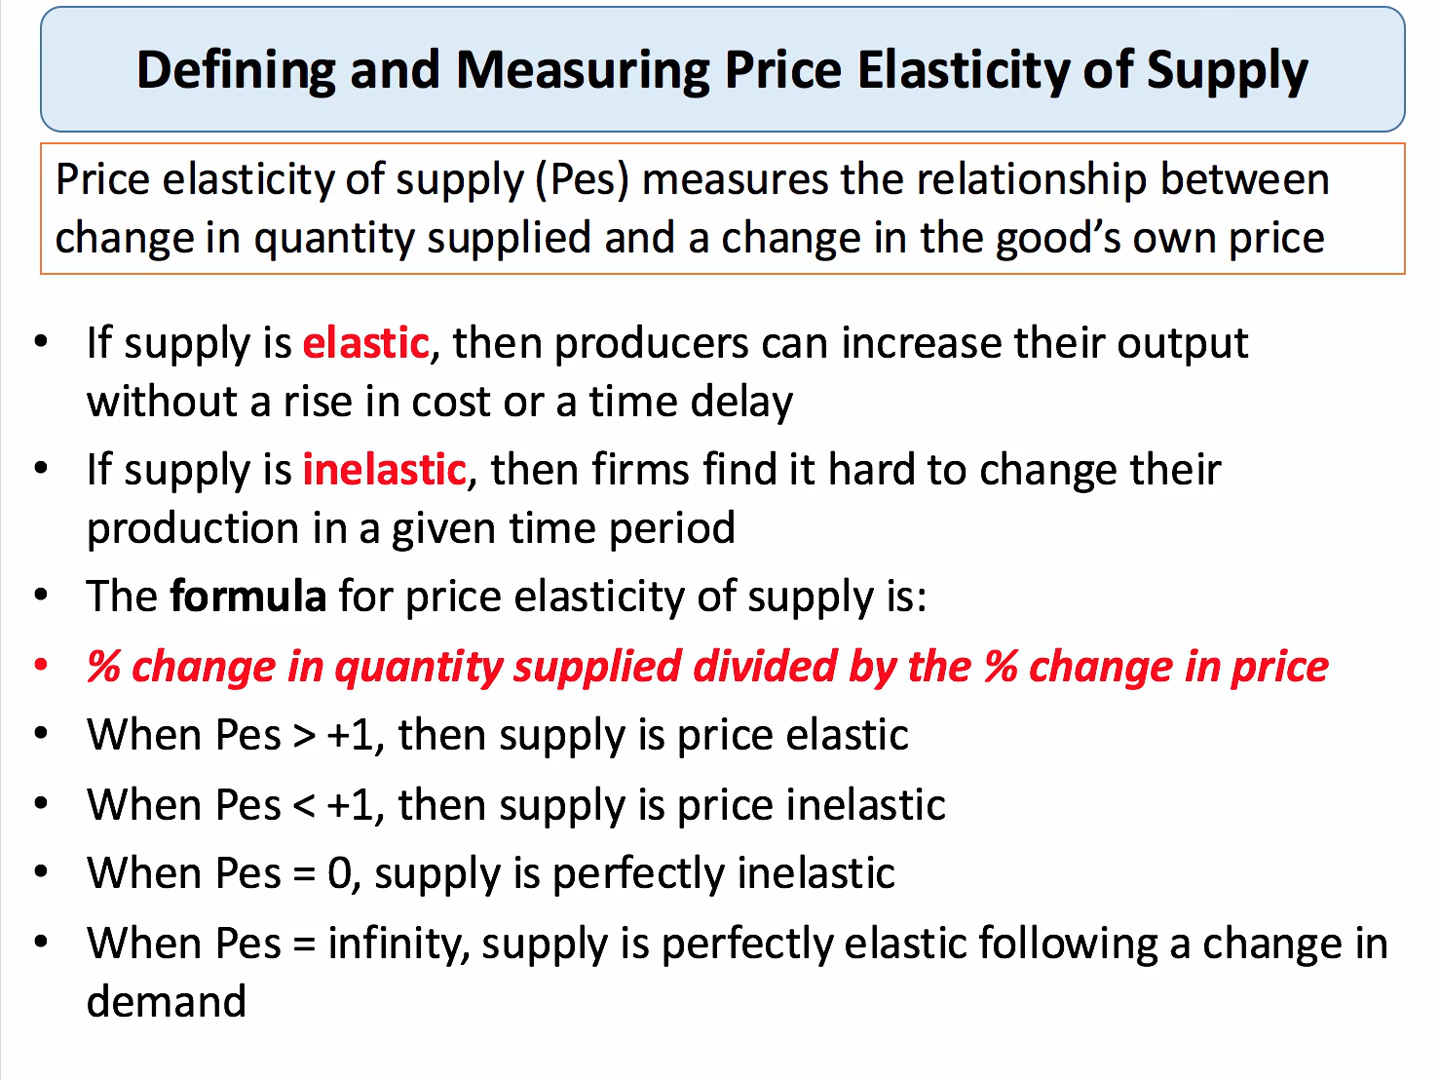 Defining and Measuring Price Elasticity of Supply
Price elasticity of supply (Pes) measures the relationship between
change in quantity supplied and a change in the good’s own price
• If supply is elastic, then producers can increase their output
without a rise in cost or a time delay
• If supply is inelastic, then firms find it hard to change their
production in a given time period
• The formula for price elasticity of supply is:
• % change in quantity supplied divided by the % change in price
• When Pes > +1, then supply is price elastic
• When Pes < +1, then supply is price inelastic
• When Pes = 0, supply is perfectly inelastic
• When Pes = infinity, supply is perfectly elastic following a change in
demand